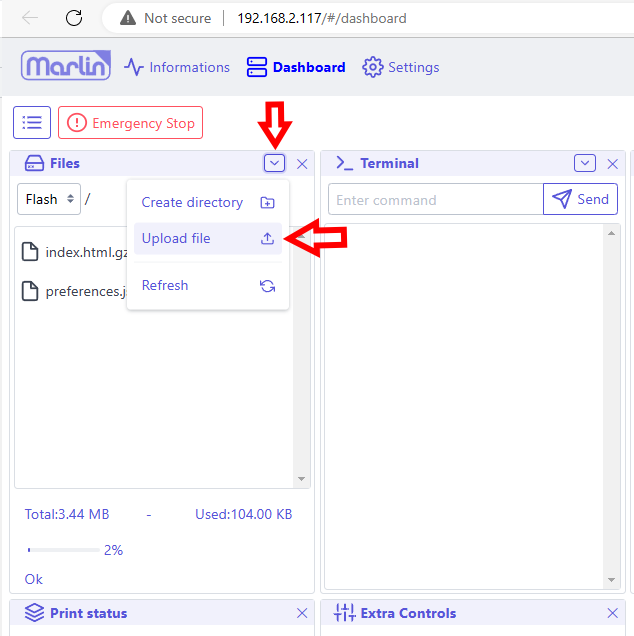 Not secure 192.168.2.117/#/dashboard
Marlin Informations Dashboard Settings
Emergency Stop
Files
Flash /
Create directory
Upload file
Refresh
index.html.gz
preferences.js
Total:3.44 MB - Used:104.00 KB
2%
Ok
Terminal
Enter command Send
Print status
Extra Controls